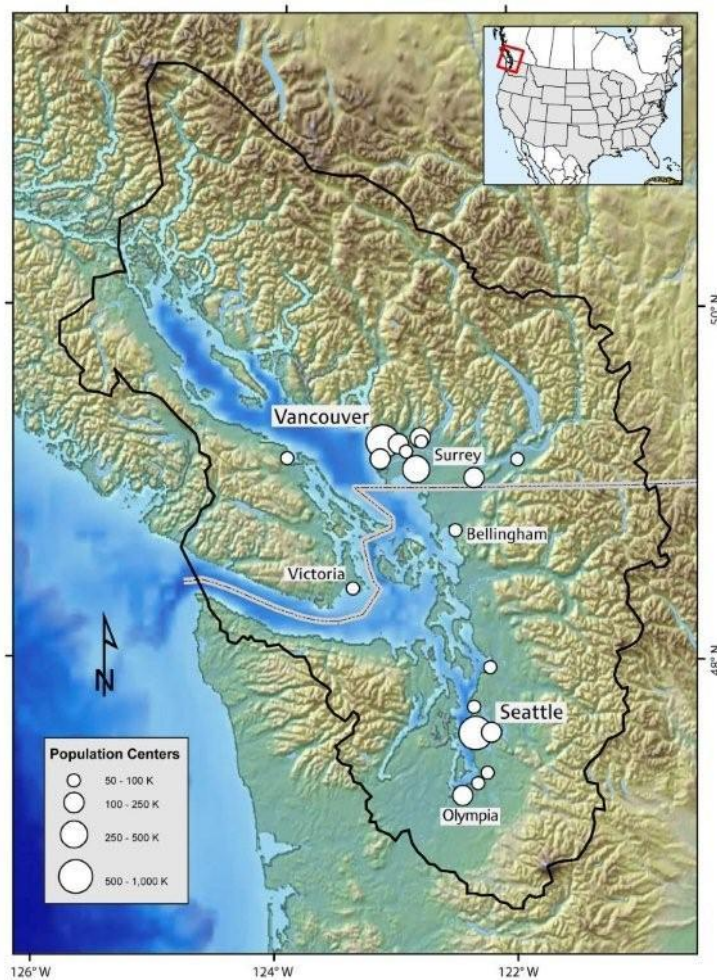 50°N
Vancouver
Surrey
Bellingham
Victoria
N
48°N
Seattle
Olympia
Population Centers
50 - 100 K
100 - 250 K
250 - 500 K
500 - 1,000 K
126°W
124°W
122°W